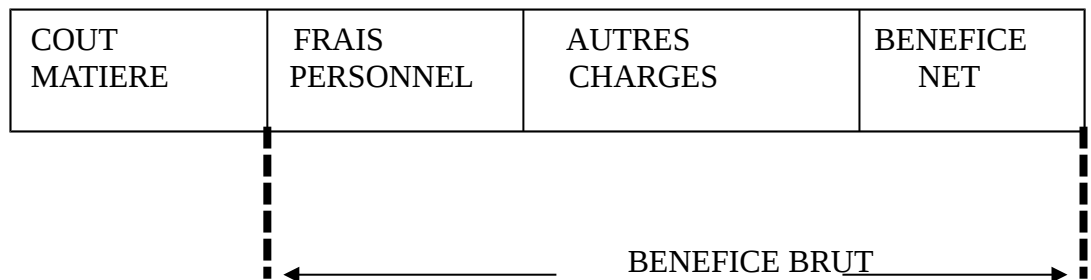 COUT FRAIS AUTRES BENEFICE
MATIERE PERSONNEL CHARGES NET
BENEFICE BRUT